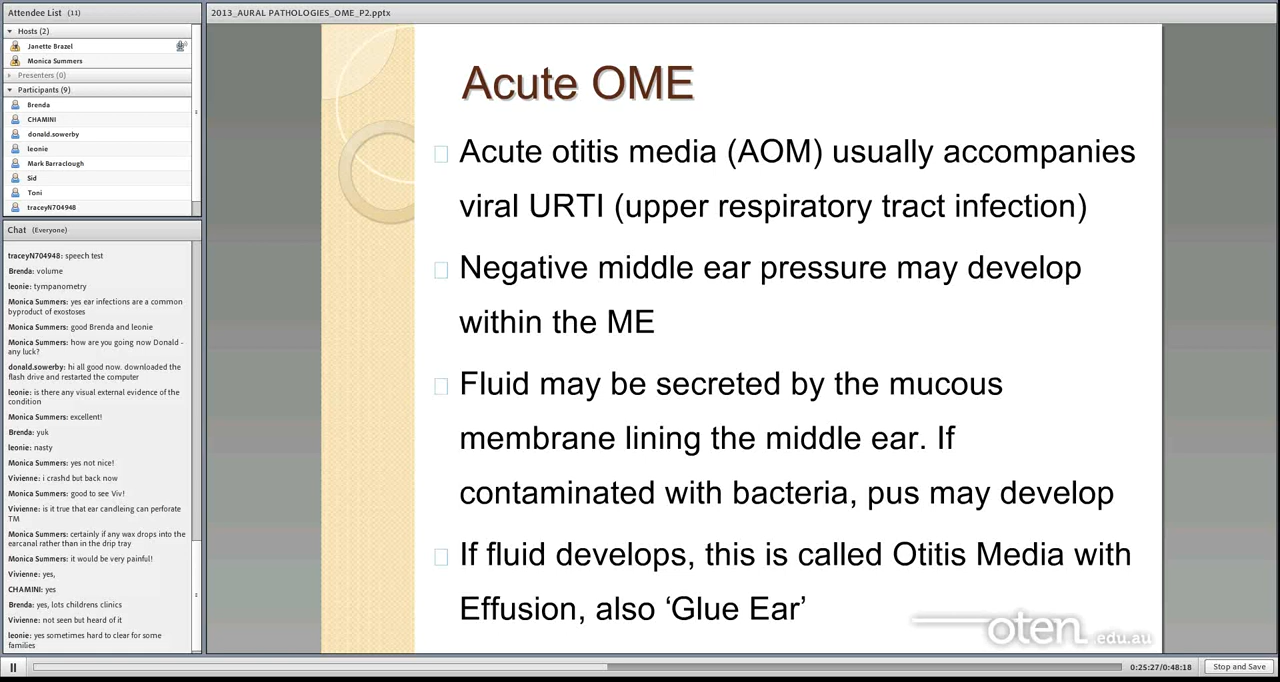 Attendee List (11)
Hosts (2)
Janette Brazel
Monica Summers
Presenters (0)
Participants (9)
Brenda
CHAMINI
donald.sowerby
leonie
Mark Barraclough
Sid
Toni
traceyN704948
Chat (Everyone)
traceyN704948: speech test
Brenda: volume
leonie: tympanometry
Monica Summers: yes ear infections are a common
byproduct of exostoses
Monica Summers: good Brenda and leonie
Monica Summers: how are you going now Donald -
any luck?
donald.sowerby: hi all good now. downloaded the
flash drive and restarted the computer
leonie: is there any visual external evidence of the
condition
Monica Summers: excellent!
Brenda: yuk
leonie: nasty
Monica Summers: yes not nice!
Vivienne: i crashd but back now
Monica Summers: good to see Viv!
Vivienne: is it true that ear candleing can perforate
TM
Monica Summers: certainly if any wax drops into the
earcanal rather than in the drip tray
Monica Summers: it would be very painful!
Vivienne: yes,
CHAMINI: yes
Brenda: yes, lots childrens clinics
Vivienne: not seen but heard of it
leonie: yes sometimes hard to clear for some
families
2013_AURAL PATHOLOGIES_OME_P2.pptx
Acute OME
Acute otitis media (AOM) usually accompanies
viral URTI (upper respiratory tract infection)
Negative middle ear pressure may develop
within the ME
Fluid may be secreted by the mucous
membrane lining the middle ear. If
contaminated with bacteria, pus may develop
If fluid develops, this is called Otitis Media with
Effusion, also ‘Glue Ear’
oten.edu.au
0:25:27/0:48:18
Stop and Save